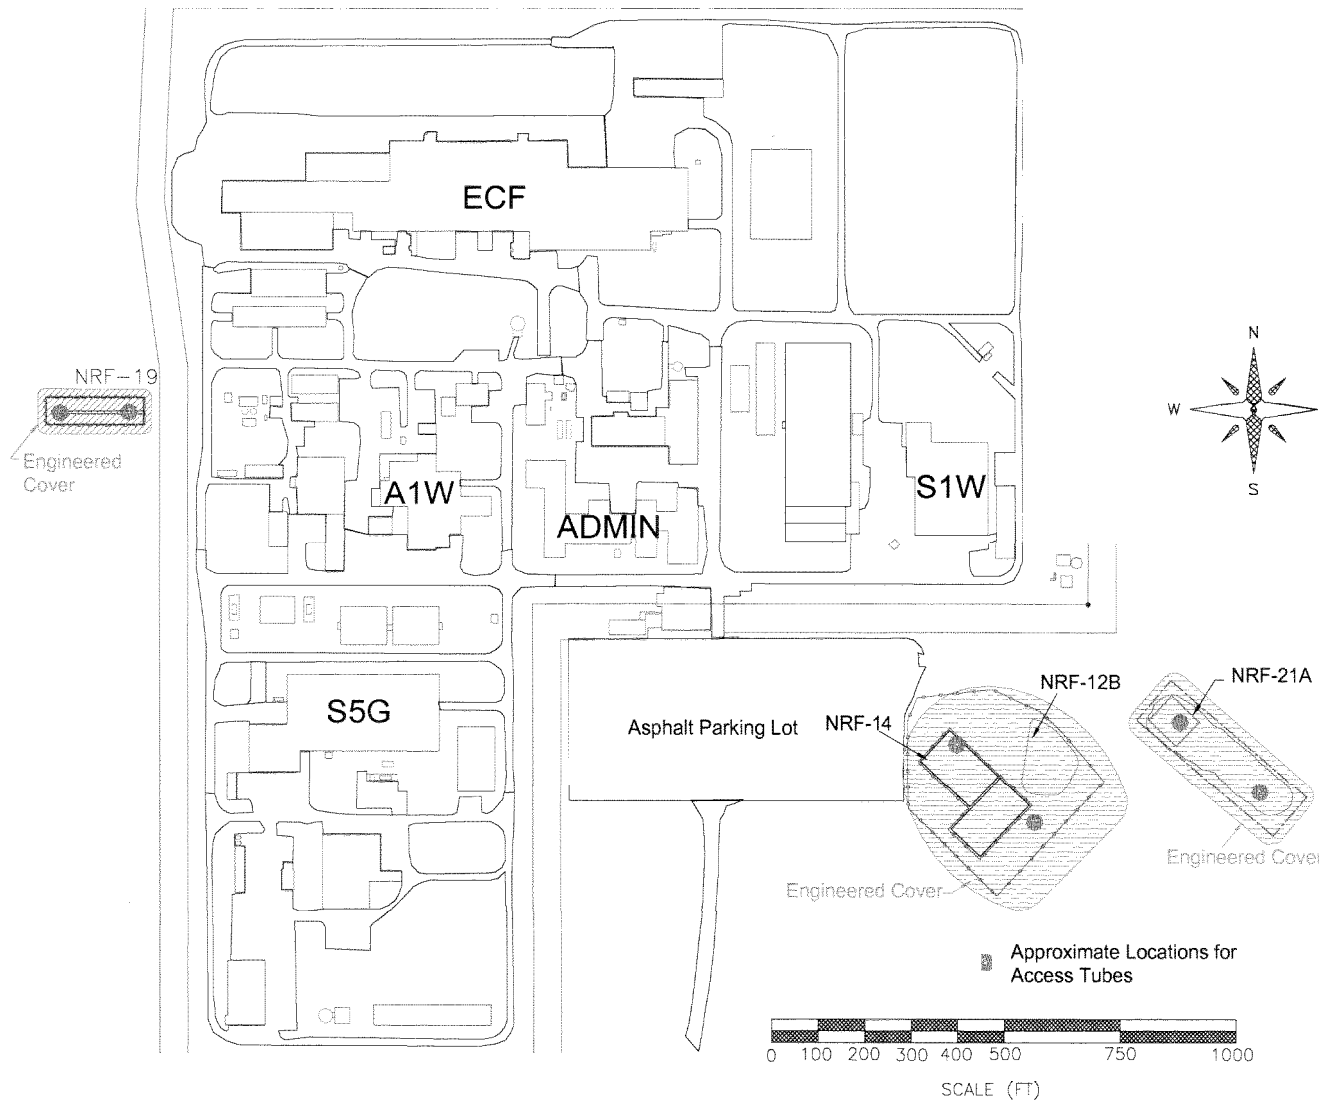 ECF
N
NRF-19
W
E
Engineered
Cover
A1W
S1W
S
ADMIN
NRF-21A
NRF-12B
S5G
Asphalt Parking Lot
NRF-14
Engineered Cover
Engineered Cover
Approximate Locations for
Access Tubes
0 100 200 300 400 500 750 1000
SCALE (FT)